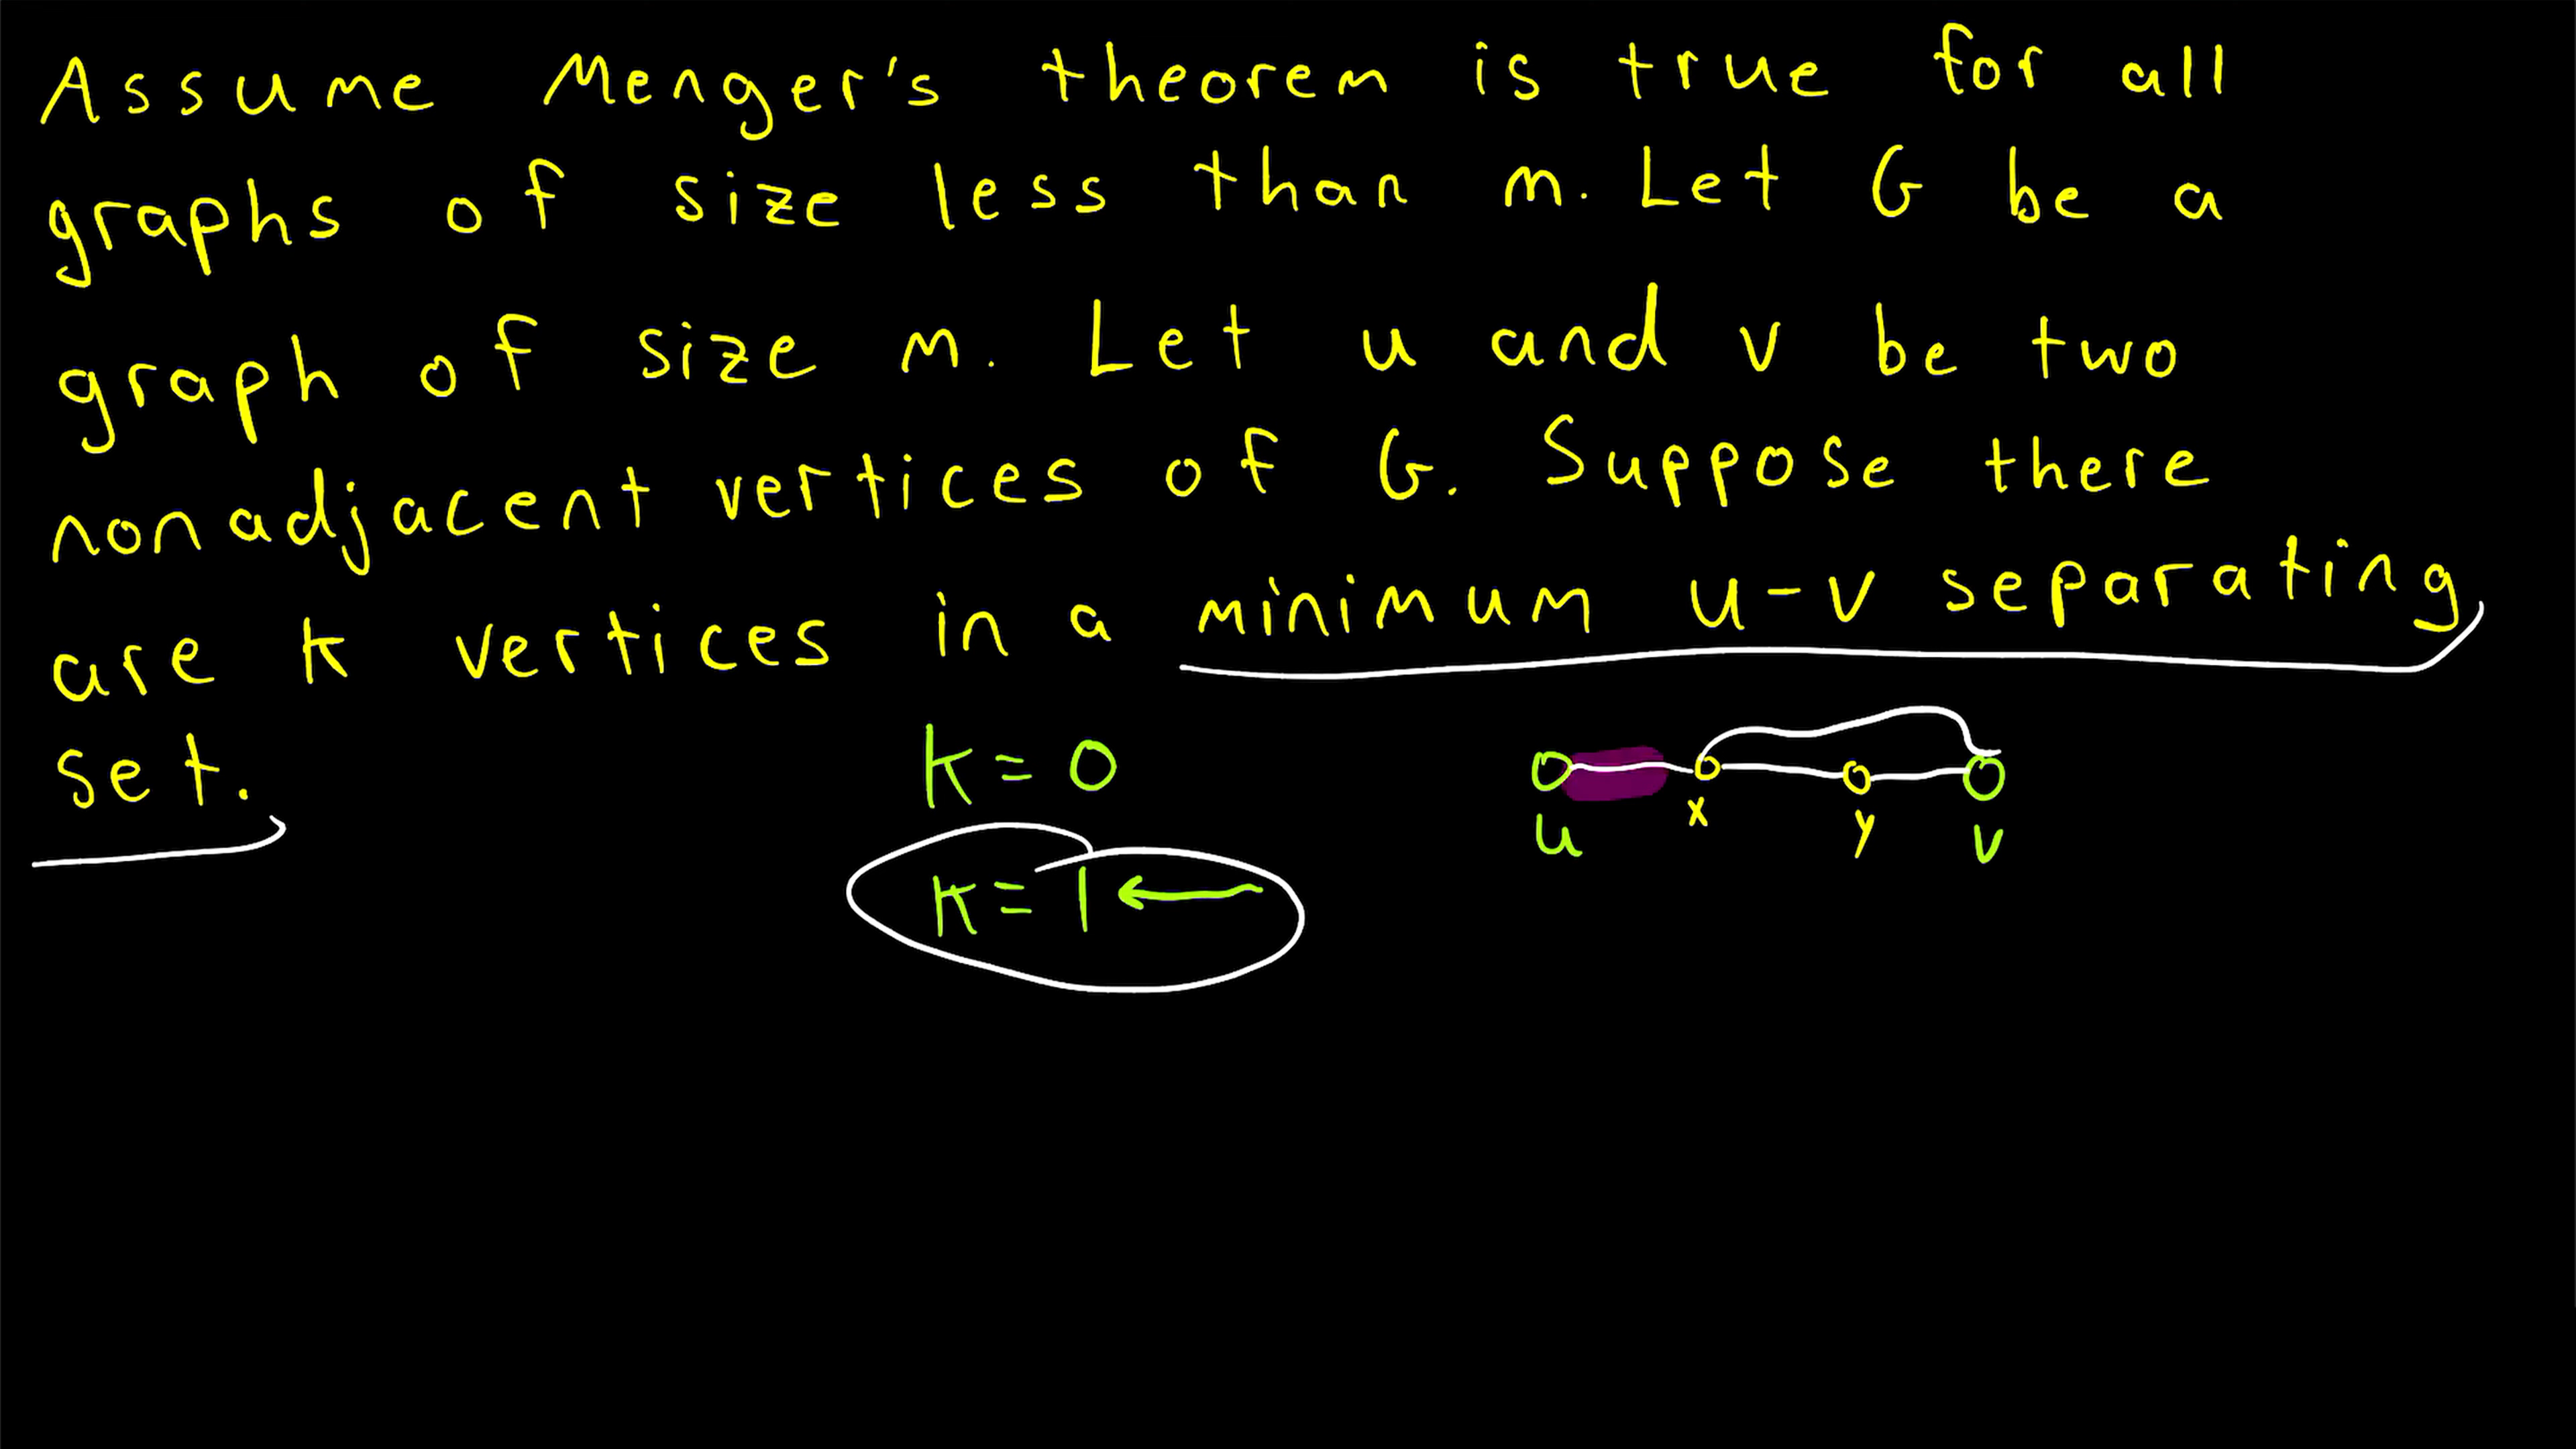 Assume Menger's theorem is true for all
graphs of size less than m. Let G be a
graph of size m. Let u and v be two
nonadjacent vertices of G. Suppose there
are k vertices in a minimum u-v separating
set.
k = 0
k = 1 ←
x y
u v